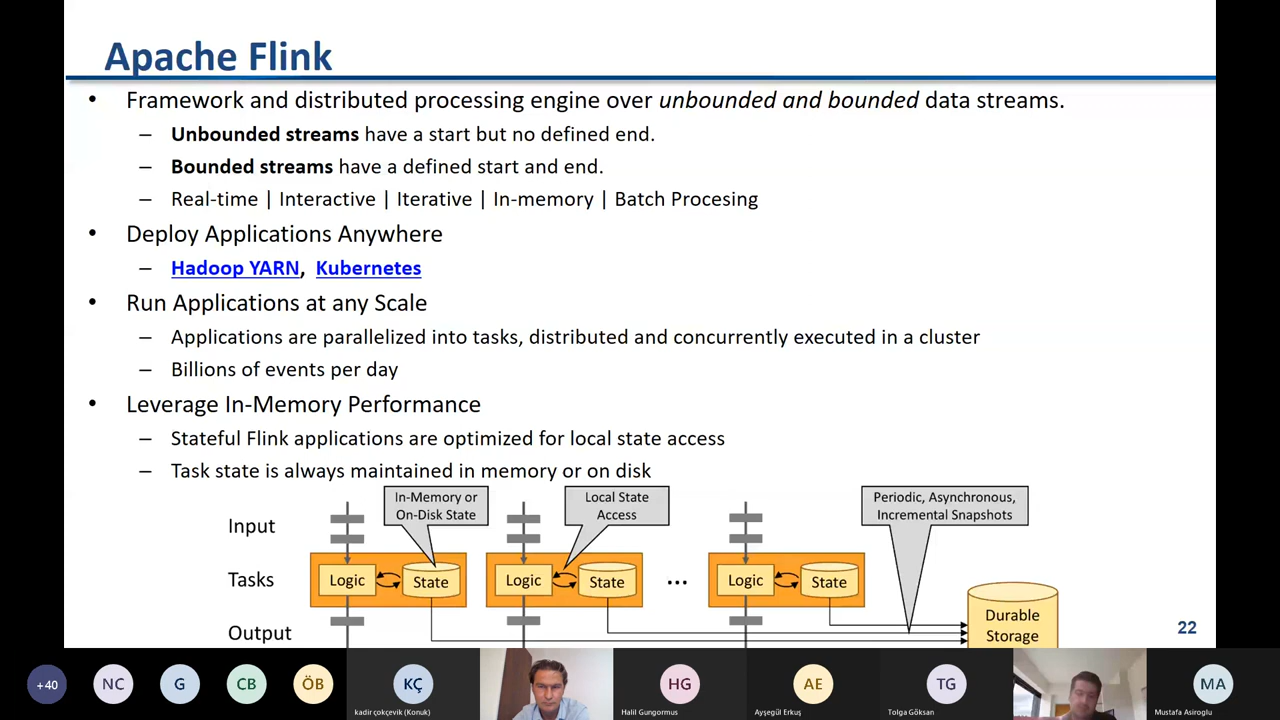 Apache Flink
• Framework and distributed processing engine over unbounded and bounded data streams.
– Unbounded streams have a start but no defined end.
– Bounded streams have a defined start and end.
– Real-time | Interactive | Iterative | In-memory | Batch Procesing
• Deploy Applications Anywhere
– Hadoop YARN, Kubernetes
• Run Applications at any Scale
– Applications are parallelized into tasks, distributed and concurrently executed in a cluster
– Billions of events per day
• Leverage In-Memory Performance
– Stateful Flink applications are optimized for local state access
– Task state is always maintained in memory or on disk
In-Memory or
On-Disk State
Local State
Access
Periodic, Asynchronous,
Incremental Snapshots
Input
Tasks
Logic
State
Logic
State
...
Logic
State
Output
Durable
Storage
22
+40
NC
G
CB
ÖB
KÇ
kadir çokçevik (Konuk)
HG
Halil Gungormus
AE
Ayşegül Erkuş
TG
Tolga Göksan
MA
Mustafa Asiroglu